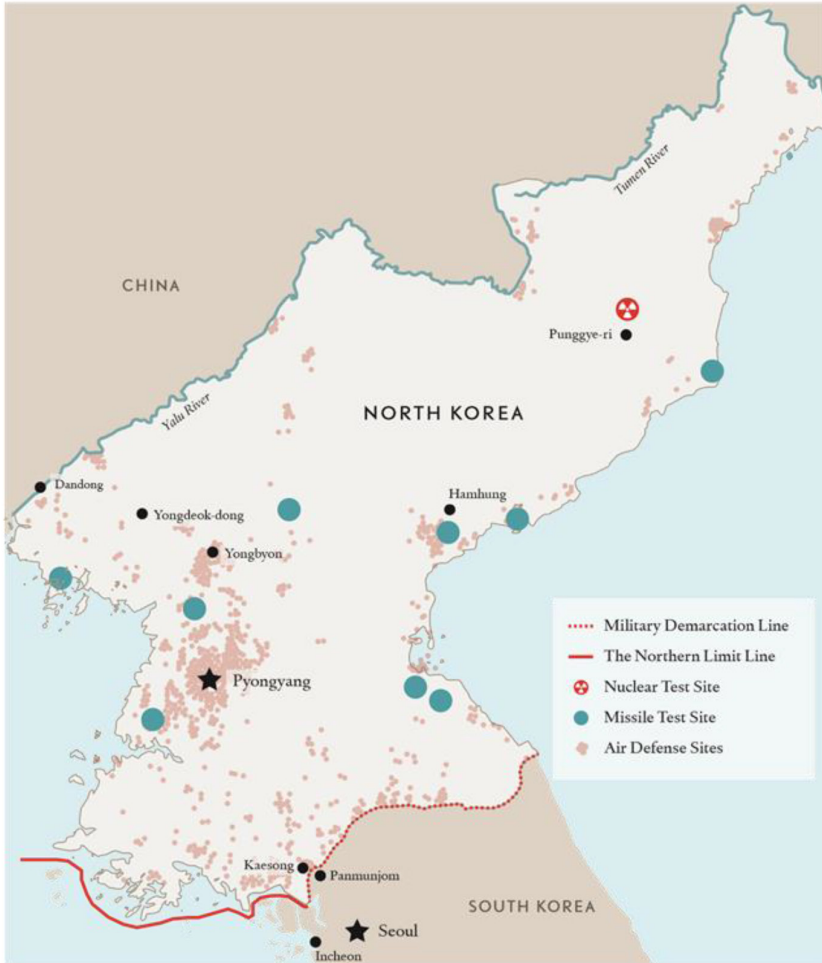 Tumen River
CHINA
Punggye-ri
Yalu River
NORTH KOREA
Dandong
Hamhung
Yongdeok-dong
Yongbyon
Military Demarcation Line
The Northern Limit Line
Pyongyang
Nuclear Test Site
Missile Test Site
Air Defense Sites
Kaesong
Panmunjom
SOUTH KOREA
Seoul
Incheon